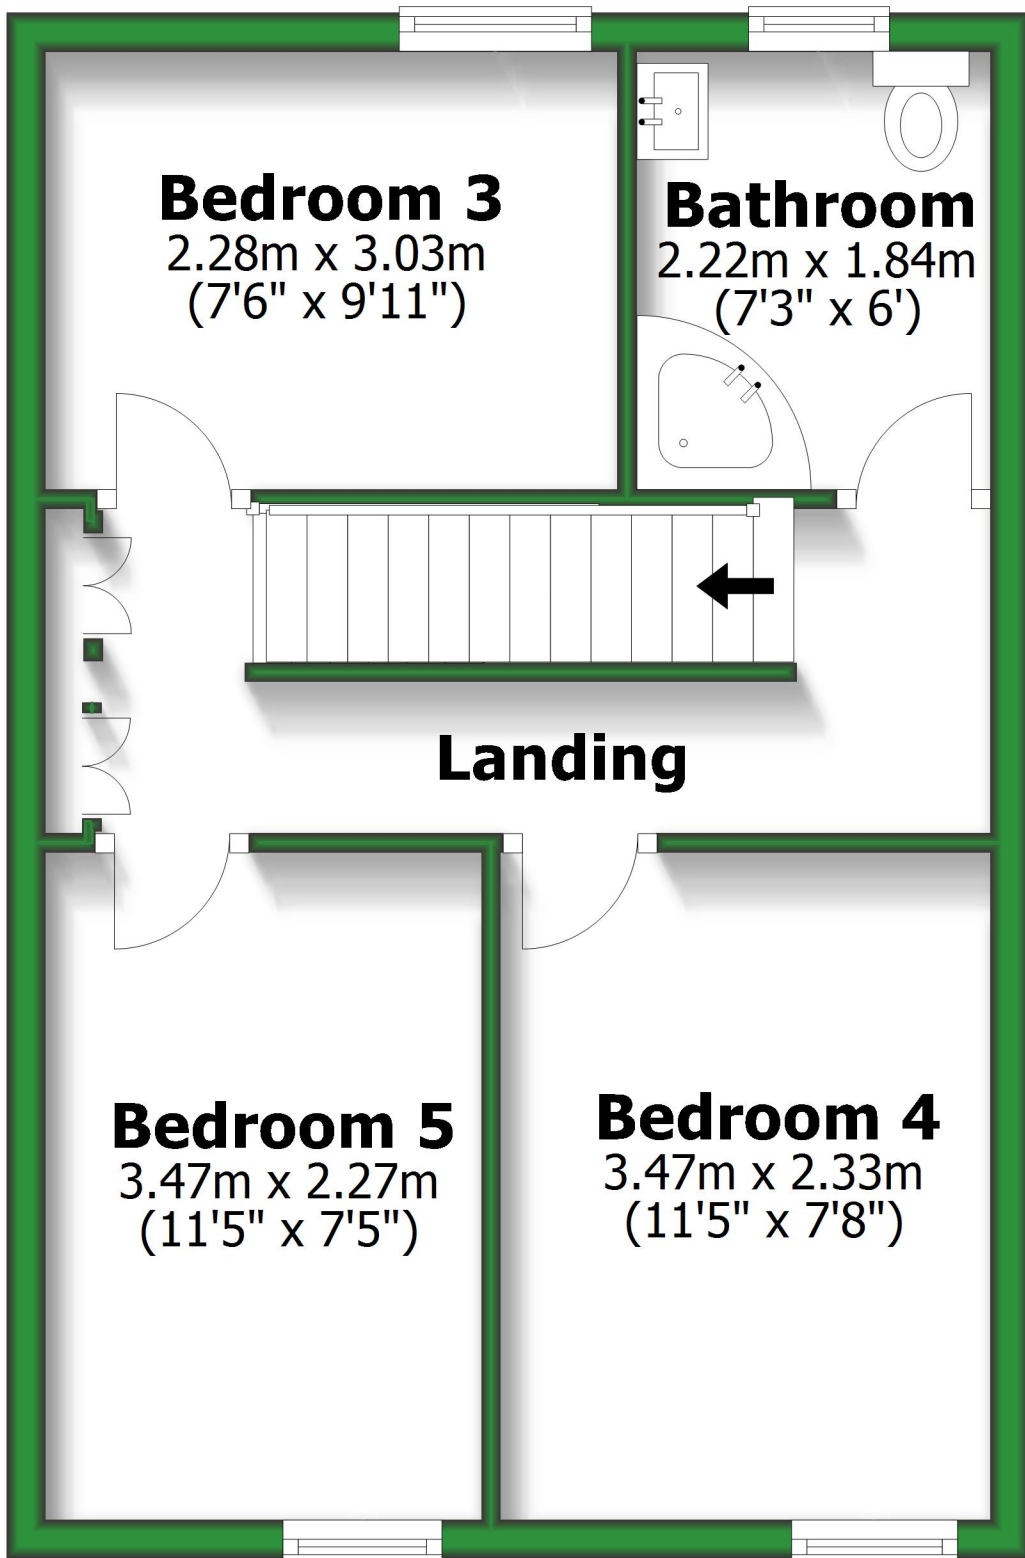 Bedroom 3
2.28m x 3.03m
(7'6" x 9'11")
Bathroom
2.22m x 1.84m
(7'3" x 6')
Landing
Bedroom 5
3.47m x 2.27m
(11'5" x 7'5")
Bedroom 4
3.47m x 2.33m
(11'5" x 7'8")